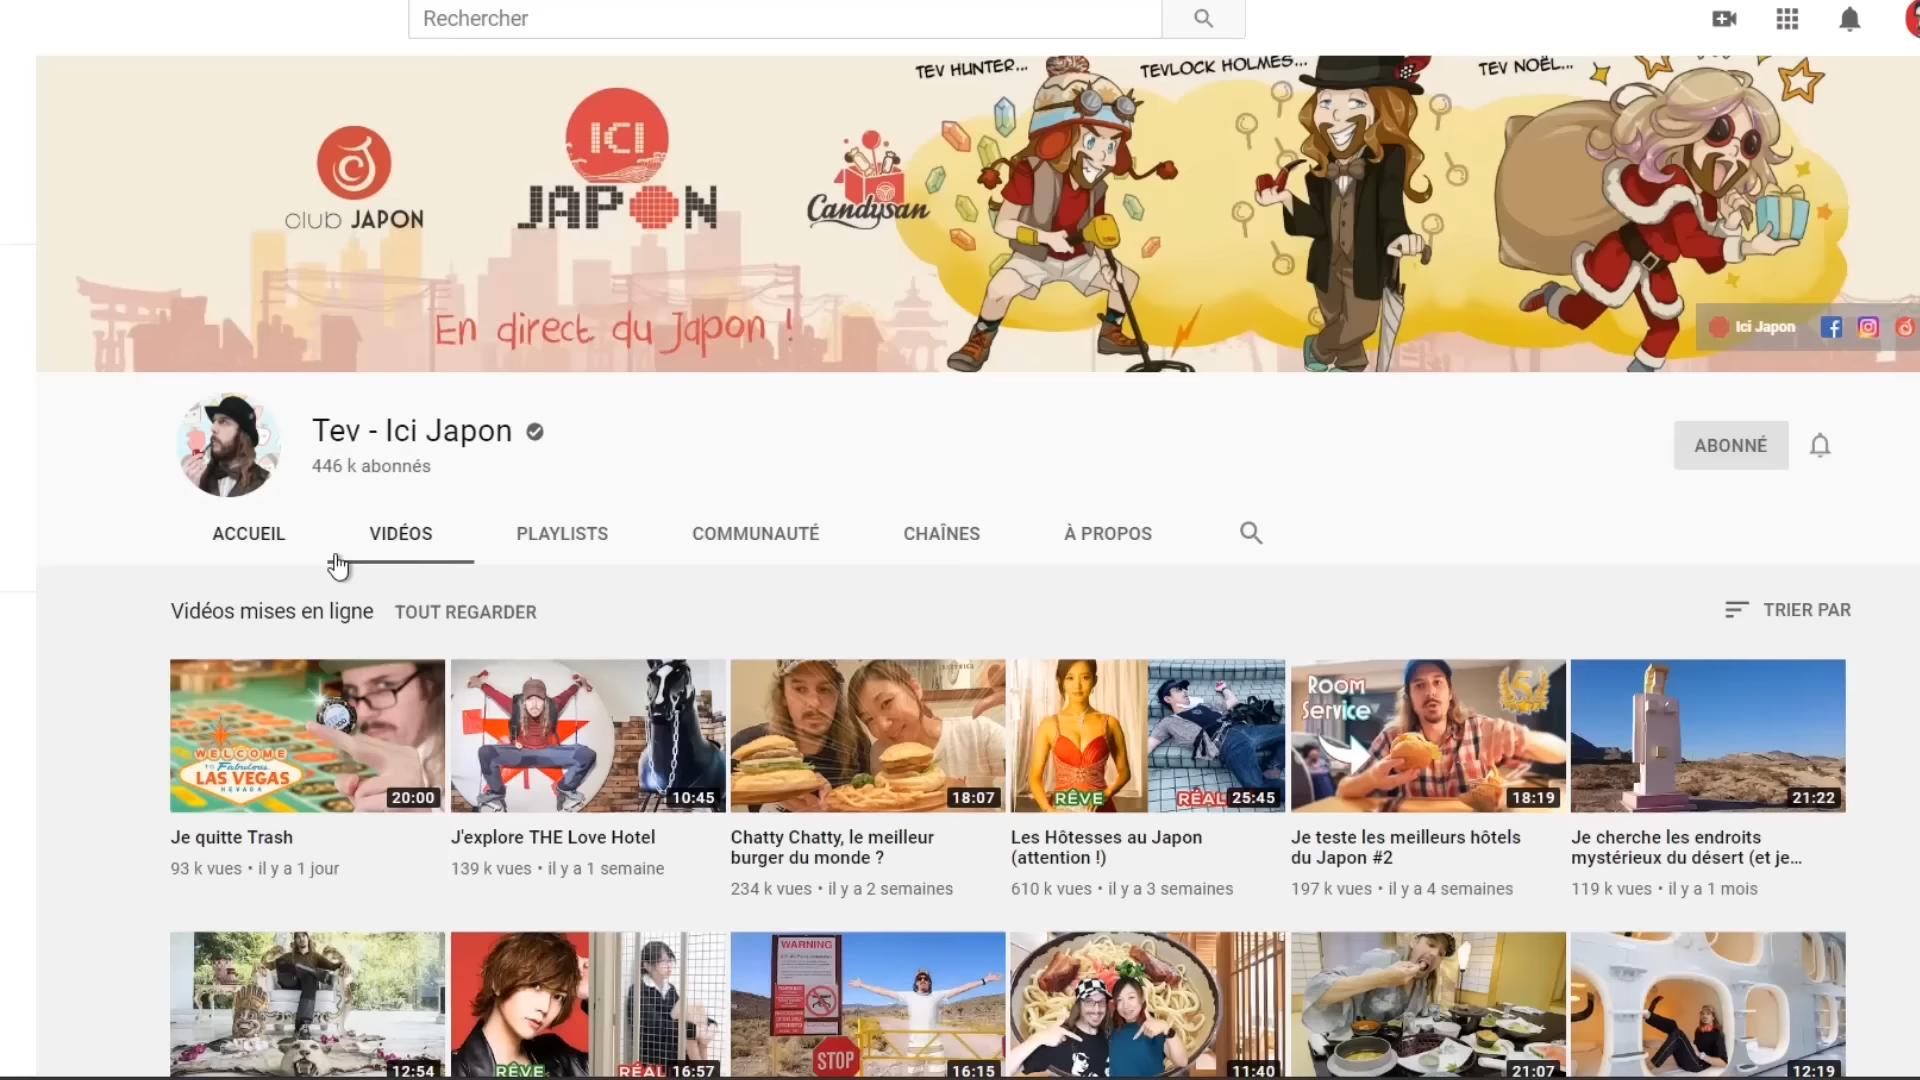 Rechercher
TEV HUNTER...
TEVLOCK HOLMES...
TEV NOËL...
club JAPON
ICI
JAPON
Candysan
En direct du Japon !
Ici Japon
Tev - Ici Japon
446 k abonnés
ABONNÉ
ACCUEIL
VIDÉOS
PLAYLISTS
COMMUNAUTÉ
CHAÎNES
À PROPOS
Vidéos mises en ligne
TOUT REGARDER
TRIER PAR
WELCOME
TO Fabulous
LAS VEGAS
NEVADA
20:00
10:45
18:07
RÊVE
RÉAL
25:45
Room
Service
5
18:19
21:22
Je quitte Trash
93 k vues • il y a 1 jour
J'explore THE Love Hotel
139 k vues • il y a 1 semaine
Chatty Chatty, le meilleur
burger du monde ?
234 k vues • il y a 2 semaines
Les Hôtesses au Japon
(attention !)
610 k vues • il y a 3 semaines
Je teste les meilleurs hôtels
du Japon #2
197 k vues • il y a 4 semaines
Je cherche les endroits
mystérieux du désert (et je...
119 k vues • il y a 1 mois
12:54
RÊVE
RÉAL
16:57
WARNING
STOP
16:15
11:40
21:07
12:19